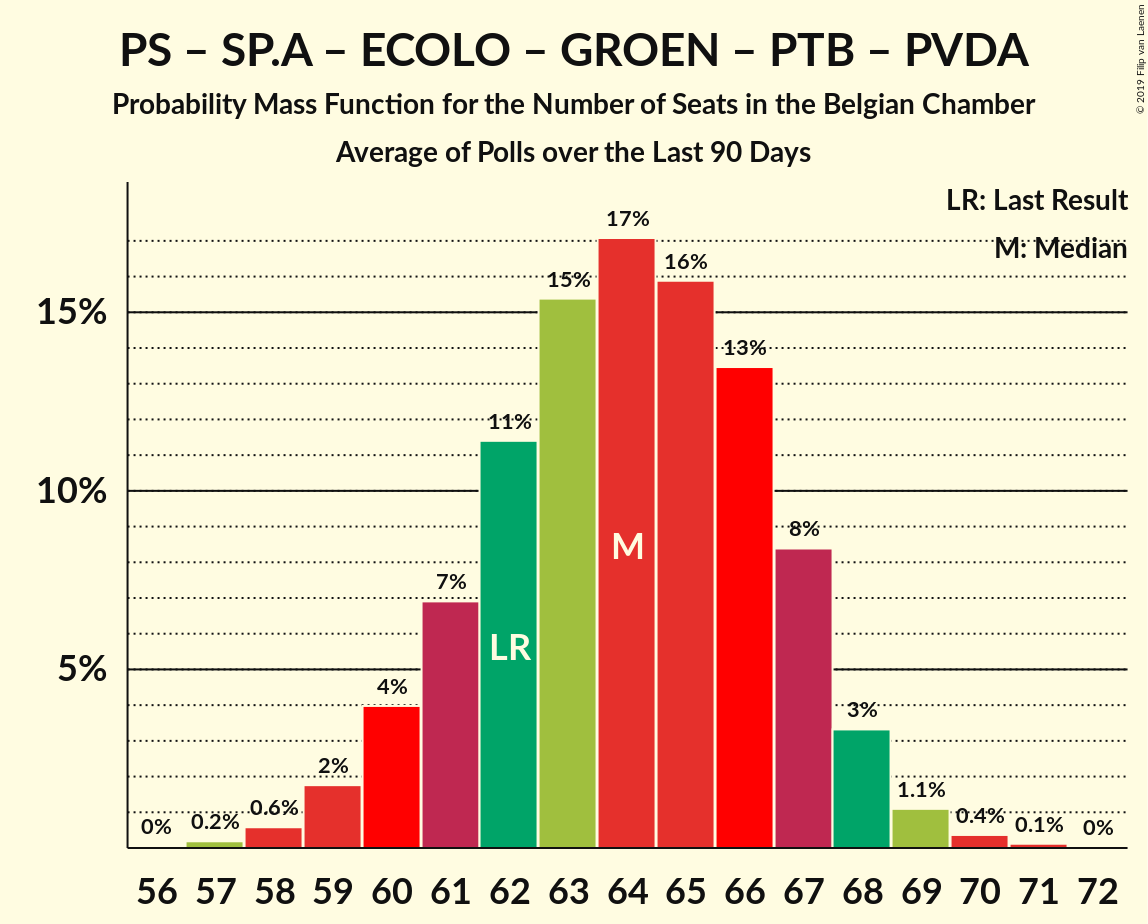 PS – SP.A – ECOLO – GROEN – PTB – PVDA
Probability Mass Function for the Number of Seats in the Belgian Chamber
Average of Polls over the Last 90 Days
© 2019 Filip van Laenen
LR: Last Result
M: Median
15%
10%
5%
0%
0.2%
0.6%
2%
4%
7%
11%
15%
17%
16%
13%
8%
3%
1.1%
0.4%
0.1%
0%
LR
M
56 57 58 59 60 61 62 63 64 65 66 67 68 69 70 71 72